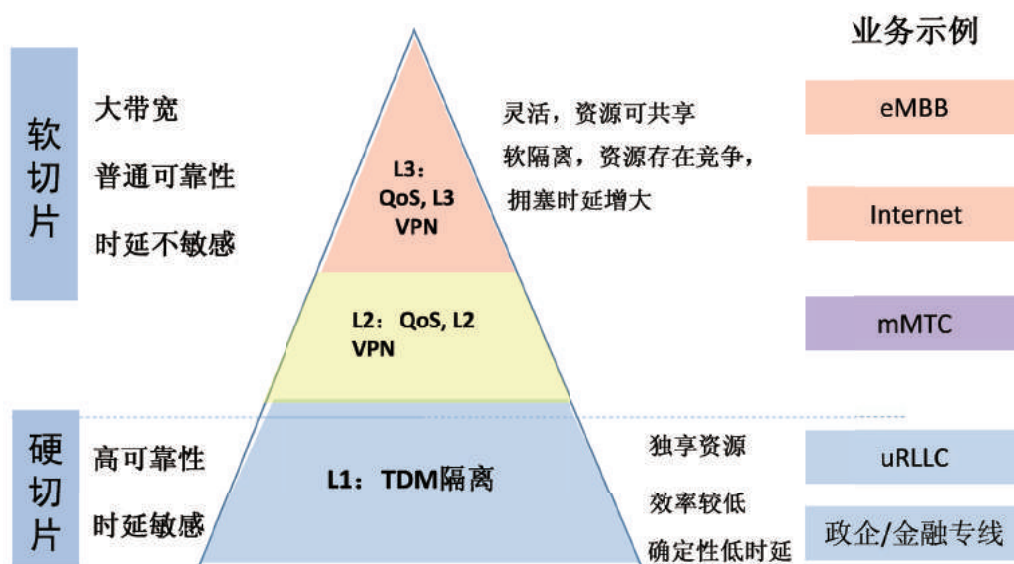 业务示例
软切片
大带宽
普通可靠性
时延不敏感
L3：
QoS, L3
VPN
灵活，资源可共享
软隔离，资源存在竞争，
拥塞时延增大
eMBB
Internet
L2：QoS, L2
VPN
mMTC
硬切片
高可靠性
时延敏感
L1：TDM隔离
独享资源
效率较低
确定性低时延
uRLLC
政企/金融专线